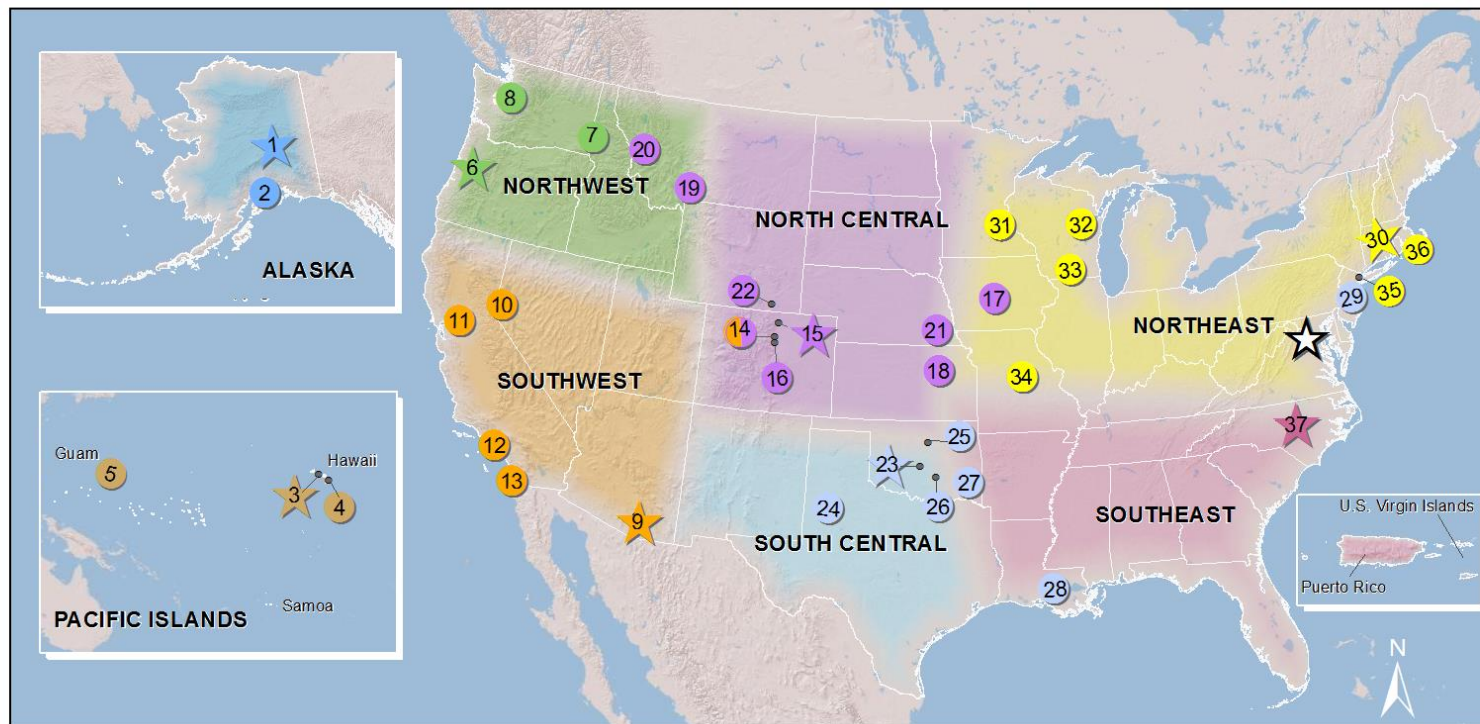 1
2
ALASKA
Guam
5
Hawaii
3
4
Samoa
PACIFIC ISLANDS
8
7
20
6
NORTHWEST
19
NORTH CENTRAL
31
32
30
36
33
22
10
17
29
35
11
14
15
21
NORTHEAST
SOUTHWEST
16
18
34
37
12
25
23
27
13
24
26
9
SOUTH CENTRAL
SOUTHEAST
U.S. Virgin Islands
Puerto Rico
28
N